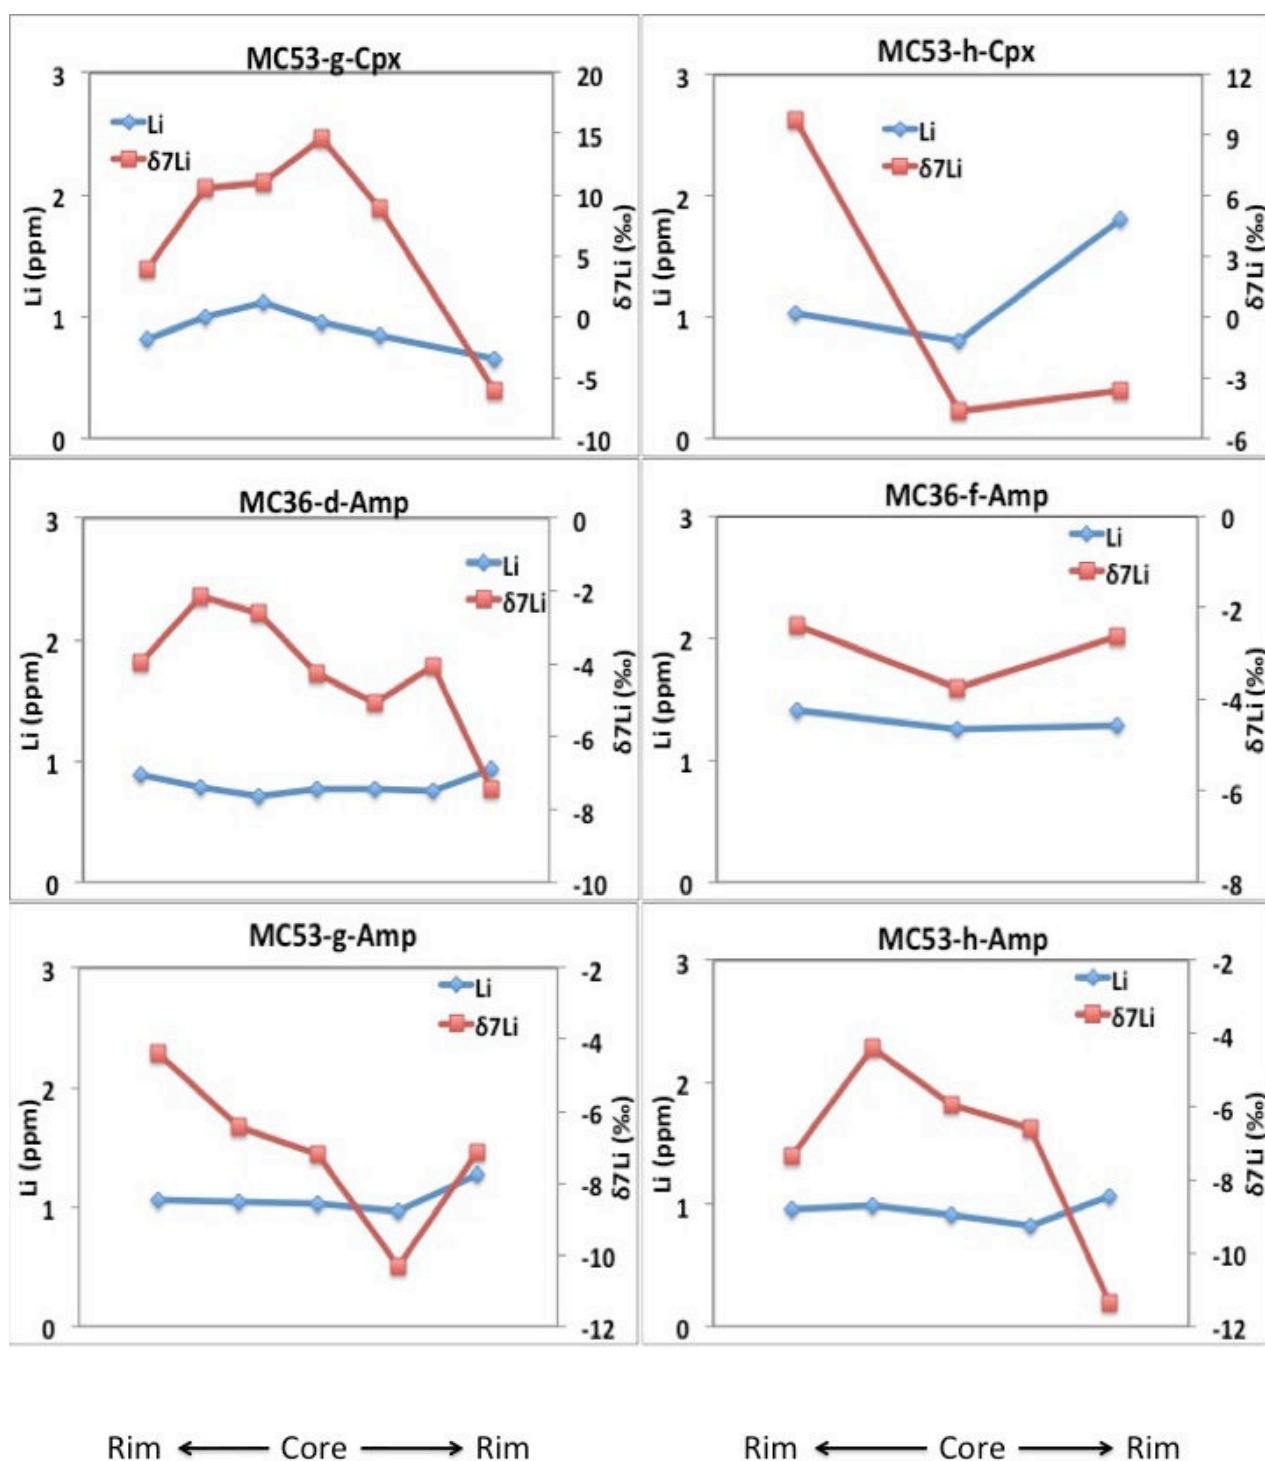 MC53-g-Cpx
3
2
1
0
Li (ppm)
Li
δ7Li
20
15
10
5
0
-5
-10
δ7Li (‰)
MC53-h-Cpx
3
2
1
0
Li (ppm)
Li
δ7Li
12
9
6
3
0
-3
-6
δ7Li (‰)
MC36-d-Amp
3
2
1
0
Li (ppm)
Li
δ7Li
0
-2
-4
-6
-8
-10
δ7Li (‰)
MC36-f-Amp
3
2
1
0
Li (ppm)
Li
δ7Li
0
-2
-4
-6
-8
δ7Li (‰)
MC53-g-Amp
3
2
1
0
Li (ppm)
Li
δ7Li
-2
-4
-6
-8
-10
-12
δ7Li (‰)
MC53-h-Amp
3
2
1
0
Li (ppm)
Li
δ7Li
-2
-4
-6
-8
-10
-12
δ7Li (‰)
Rim ← Core → Rim
Rim ← Core → Rim